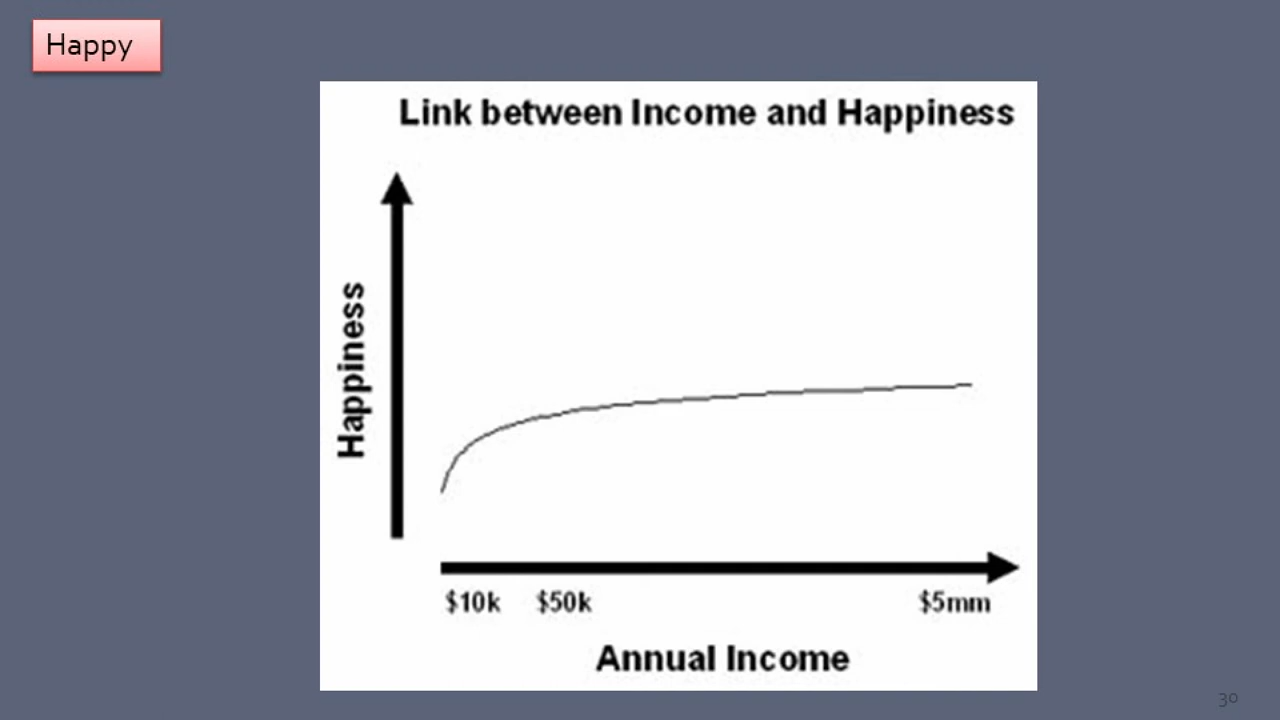 Happy
Link between Income and Happiness
Happiness
$10k $50k $5mm
Annual Income
30